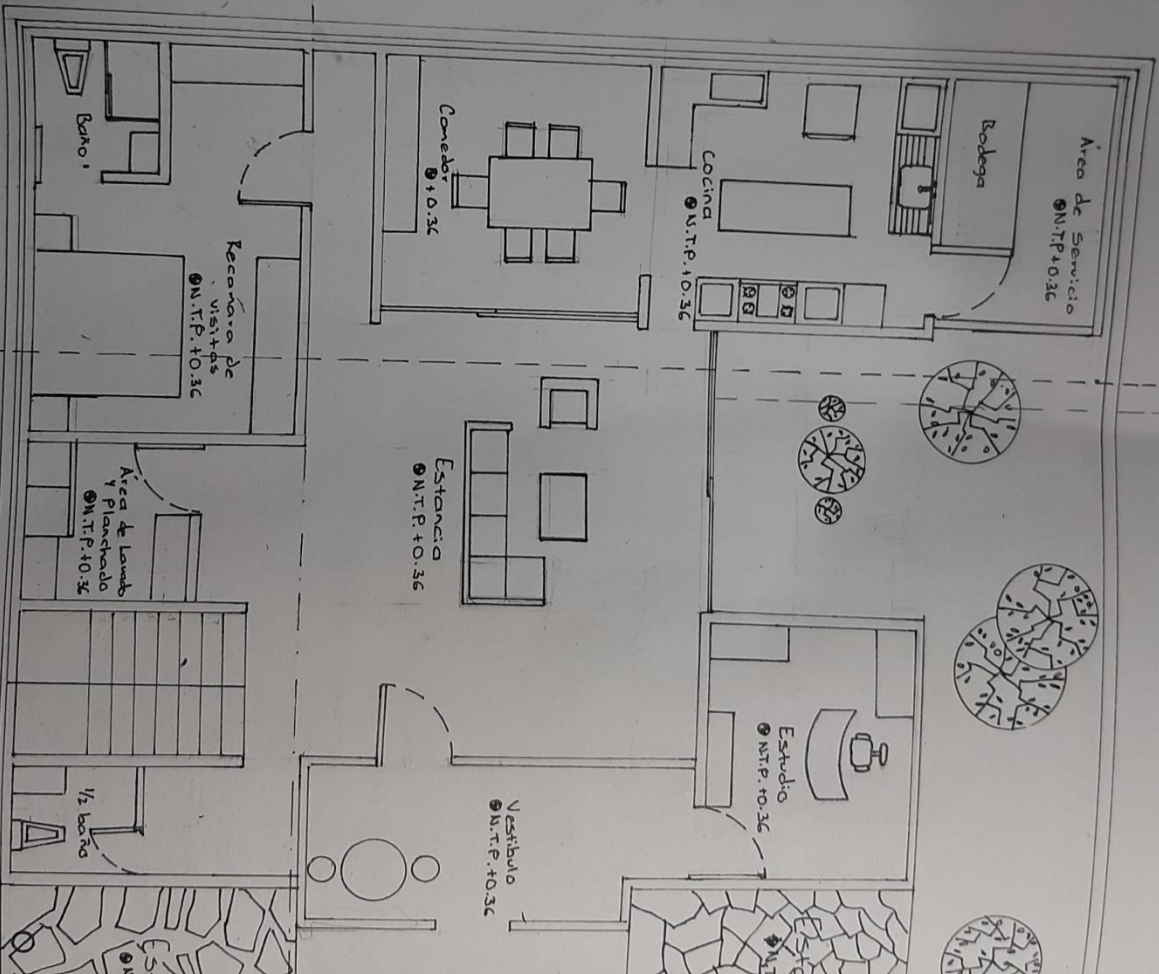 Área de Servicio
N.T.P. +0.36
Bodega
Cocina
N.T.P. +0.36
Comedor
+0.36
Baño
Recamara de
visitas
N.T.P. +0.36
Estancia
N.T.P. +0.36
Área de Lavado
y Planchado
N.T.P. +0.36
Estudio
N.T.P. +0.36
Vestibulo
N.T.P. +0.36
1/2 baño